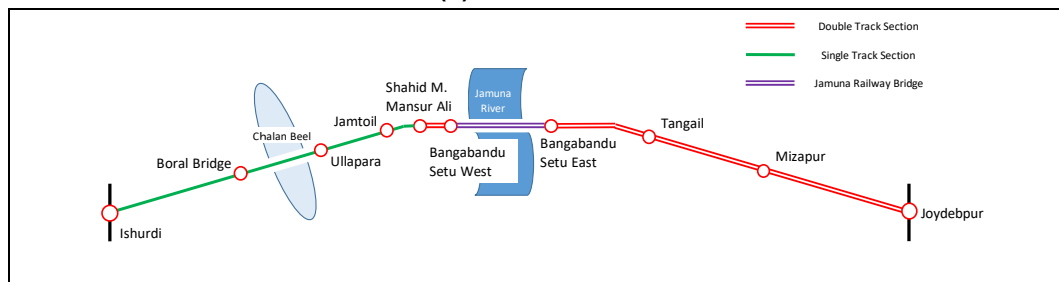 Double Track Section
Single Track Section
Jamuna Railway Bridge
Shahid M.
Mansur Ali
Jamuna
River
Jamtoil
Chalan Beel
Tangail
Bangabandu
Setu East
Bangabandu
Setu West
Ullapara
Boral Bridge
Mizapur
Joydebpur
Ishurdi